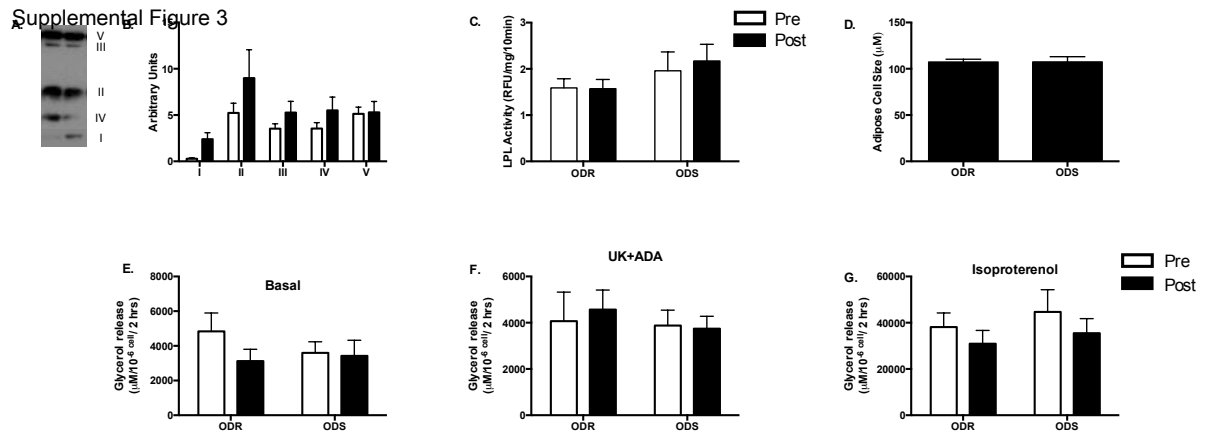 Supplemental Figure 3
A.
V
III
II
IV
I
B.
Arbitrary Units
15
10
5
0
I II III IV V
C.
LPL Activity (RFU/mg/10min)
3
2
1
0
ODR ODS
Pre
Post
D.
Adipose Cell Size (μM)
150
100
50
0
ODR ODS
E.
Basal
Glycerol release
(μM/10-6 cell/ 2 hrs)
8000
6000
4000
2000
0
ODR ODS
F.
UK+ADA
Glycerol release
(μM/10-6 cell/ 2 hrs)
6000
4000
2000
0
ODR ODS
G.
Isoproterenol
Glycerol release
(μM/10-6 cell/ 2 hrs)
60000
40000
20000
0
ODR ODS
Pre
Post